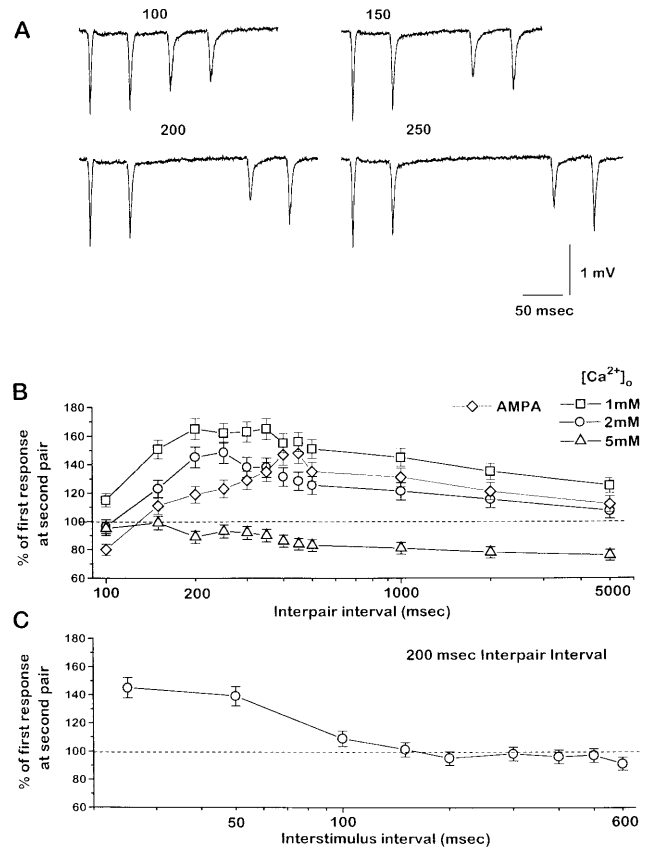 A
100
150
200
250
1 mV
50 msec
B
[Ca2+]o
AMPA
1mM
2mM
5mM
% of first response
at second pair
180
160
140
120
100
80
60
100
200
1000
5000
Interpair interval (msec)
C
200 msec Interpair Interval
% of first response
at second pair
180
160
140
120
100
80
60
50
100
600
Interstimulus interval (msec)